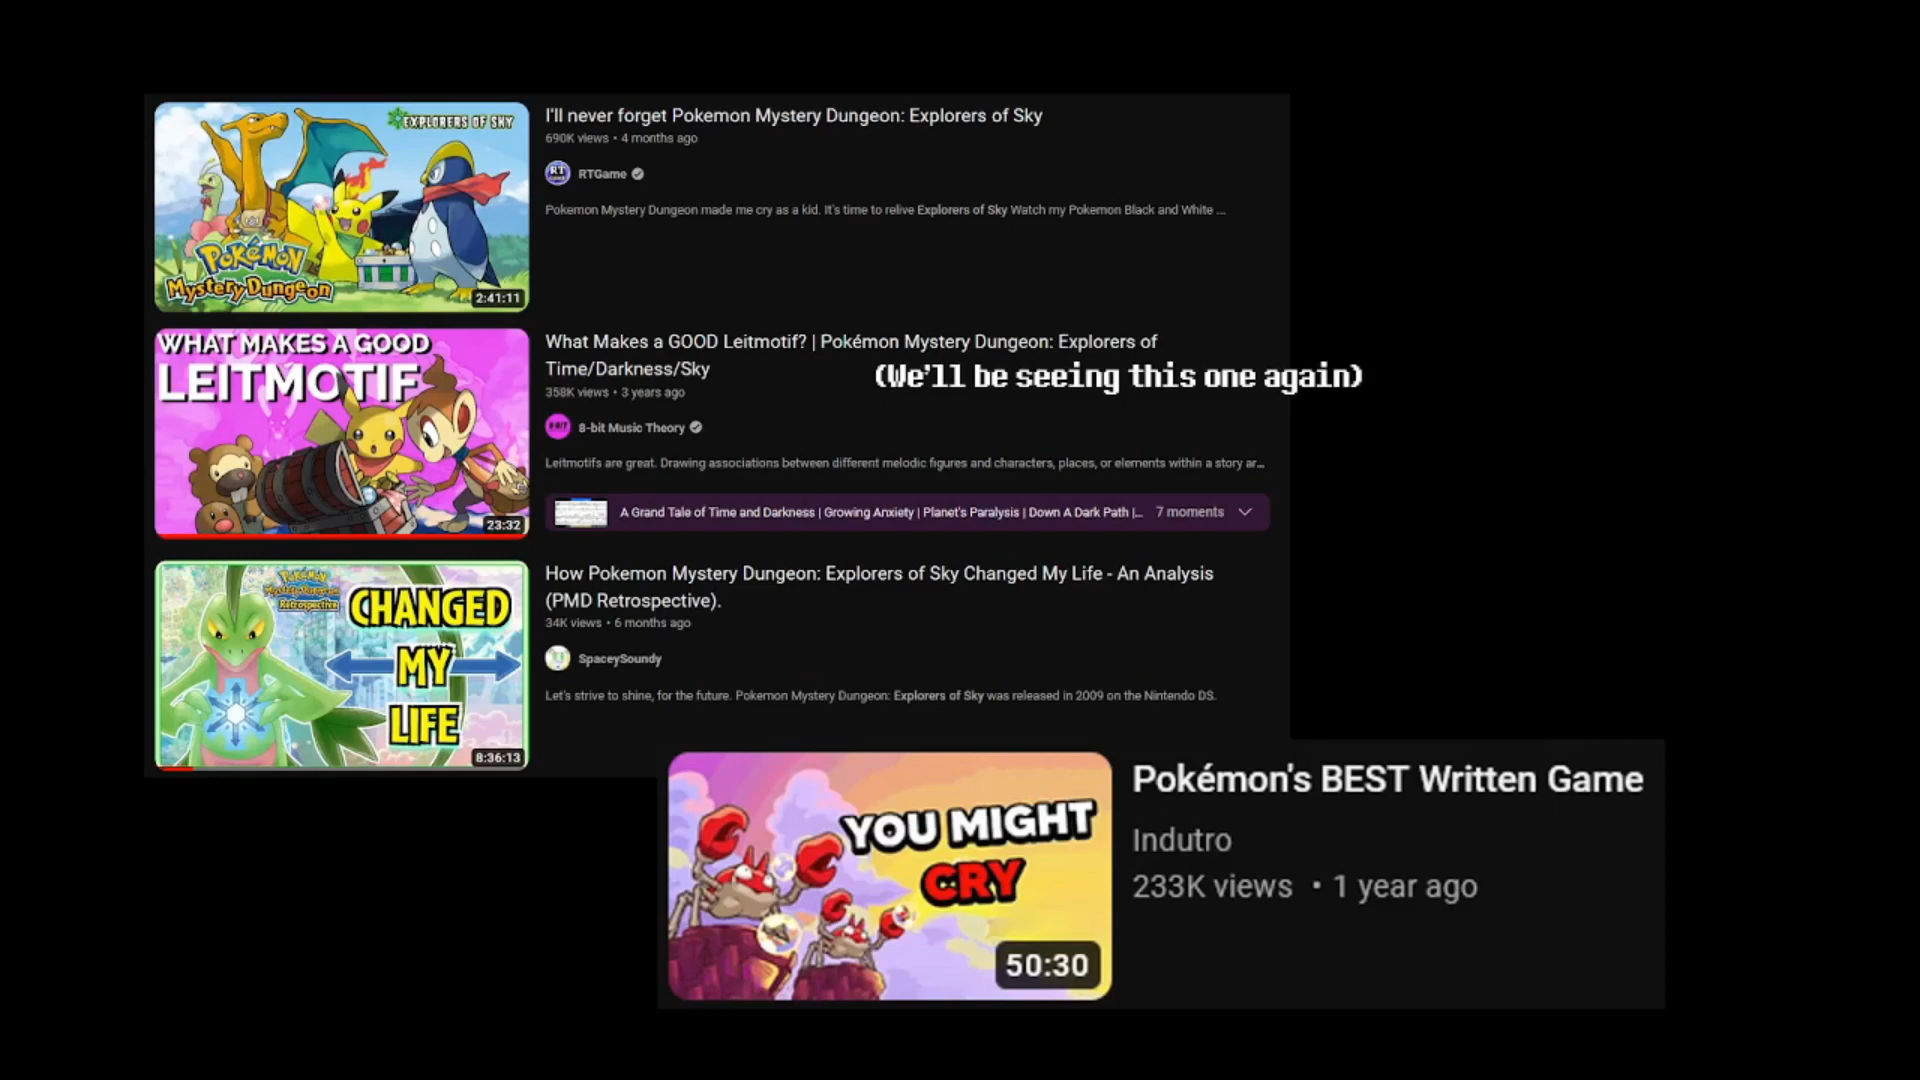 EXPLORERS OF SKY
POKéMON
Mystery Dungeon
2:41:11
I'll never forget Pokemon Mystery Dungeon: Explorers of Sky
690K views • 4 months ago
RT
RTGame
Pokemon Mystery Dungeon made me cry as a kid. It's time to relive Explorers of Sky Watch my Pokemon Black and White ...
WHAT MAKES A GOOD
LEITMOTIF
23:32
What Makes a GOOD Leitmotif? | Pokémon Mystery Dungeon: Explorers of
Time/Darkness/Sky
(We'll be seeing this one again)
358K views • 3 years ago
8-BIT
8-bit Music Theory
Leitmotifs are great. Drawing associations between different melodic figures and characters, places, or elements within a story ar...
A Grand Tale of Time and Darkness | Growing Anxiety | Planet's Paralysis | Down A Dark Path |...
7 moments
POKéMON
Mystery Dungeon
Retrospective
CHANGED
MY
LIFE
8:36:13
How Pokemon Mystery Dungeon: Explorers of Sky Changed My Life - An Analysis
(PMD Retrospective).
34K views • 6 months ago
SpaceySoundy
Let's strive to shine, for the future. Pokemon Mystery Dungeon: Explorers of Sky was released in 2009 on the Nintendo DS.
YOU MIGHT
CRY
50:30
Pokémon's BEST Written Game
Indutro
233K views • 1 year ago